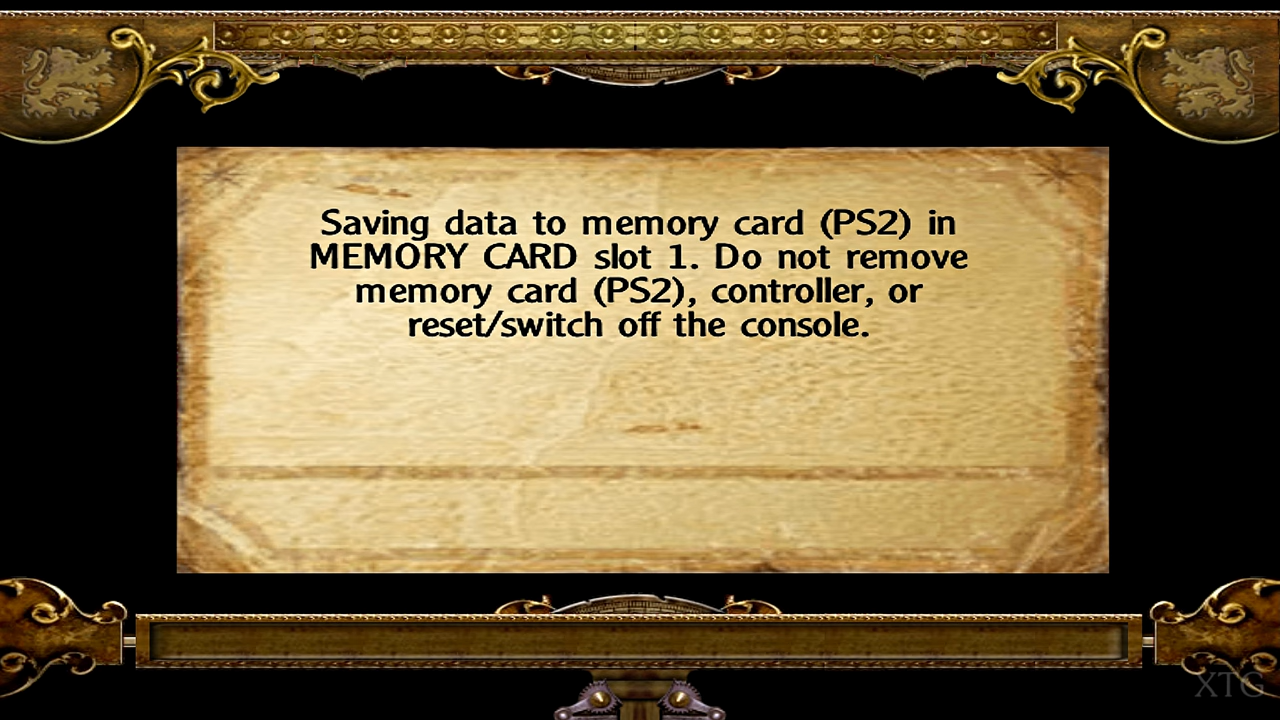 Saving data to memory card (PS2) in
MEMORY CARD slot 1. Do not remove
memory card (PS2), controller, or
reset/switch off the console.
XTG